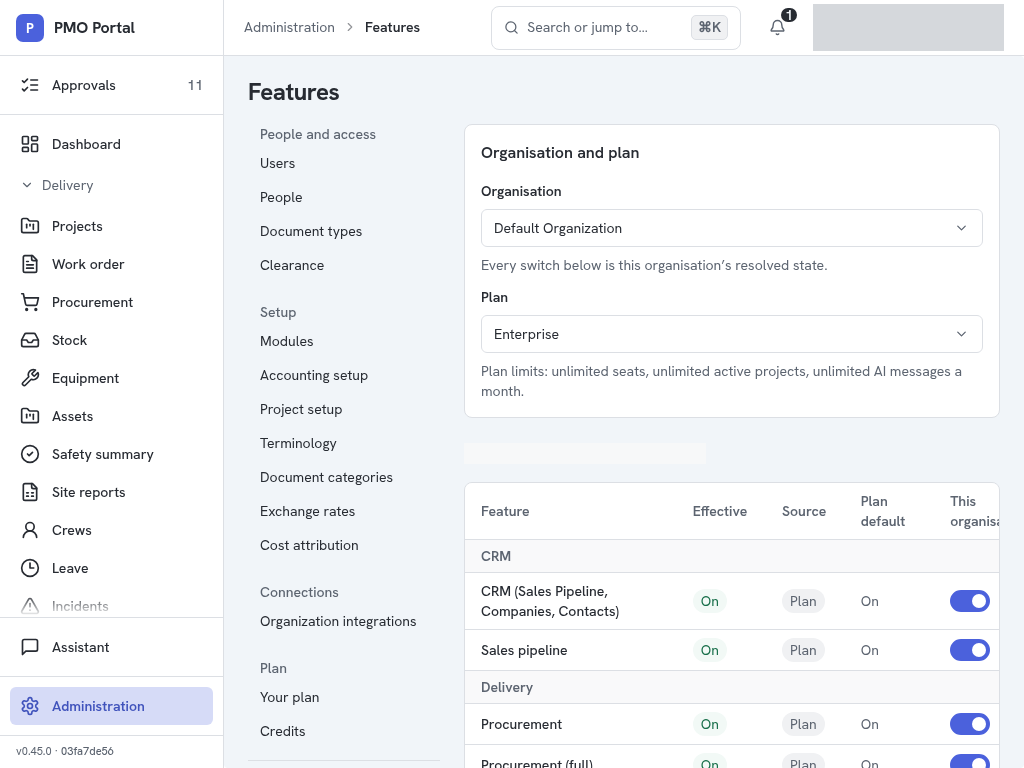 P PMO Portal
Administration > Features
Search or jump to...
⌘K
1
Approvals 11
Dashboard
Delivery
Projects
Work order
Procurement
Stock
Equipment
Assets
Safety summary
Site reports
Crews
Leave
Incidents
Assistant
Administration
v0.45.0 · 03fa7de56
Features
People and access
Users
People
Document types
Clearance
Setup
Modules
Accounting setup
Project setup
Terminology
Document categories
Exchange rates
Cost attribution
Connections
Organization integrations
Plan
Your plan
Credits
Organisation and plan
Organisation
Default Organization
Every switch below is this organisation’s resolved state.
Plan
Enterprise
Plan limits: unlimited seats, unlimited active projects, unlimited AI messages a
month.
Feature Effective Source Plan default This
CRM
CRM (Sales Pipeline,
Companies, Contacts) On Plan On
Sales pipeline On Plan On
Delivery
Procurement On Plan On
Procurement (full) On Plan On